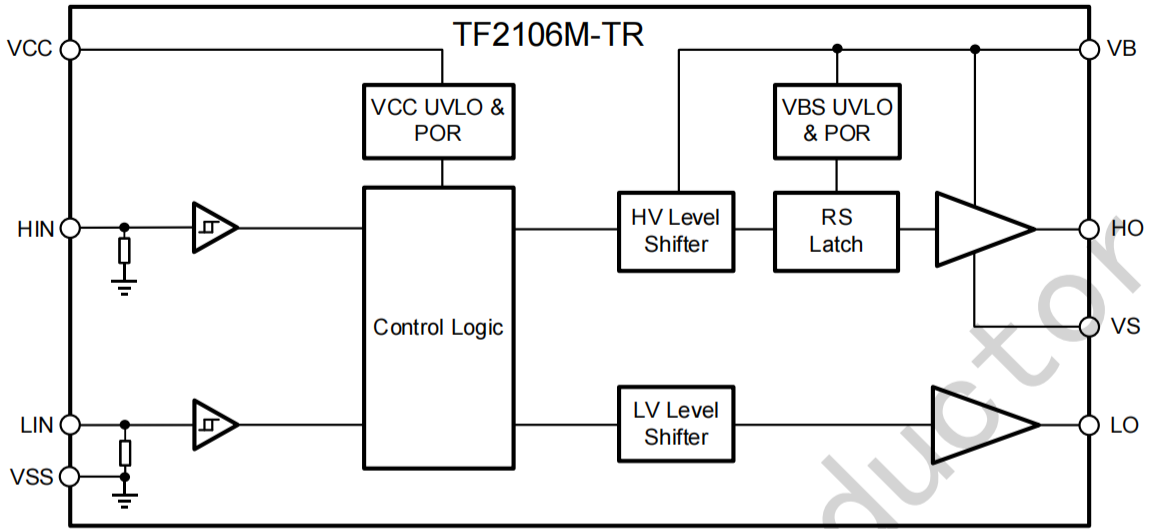 TF2106M-TR
VCC
VB
VCC UVLO &
POR
VBS UVLO
& POR
HIN
HV Level
Shifter
RS
Latch
HO
Control Logic
VS
LIN
LV Level
Shifter
LO
VSS
ductor